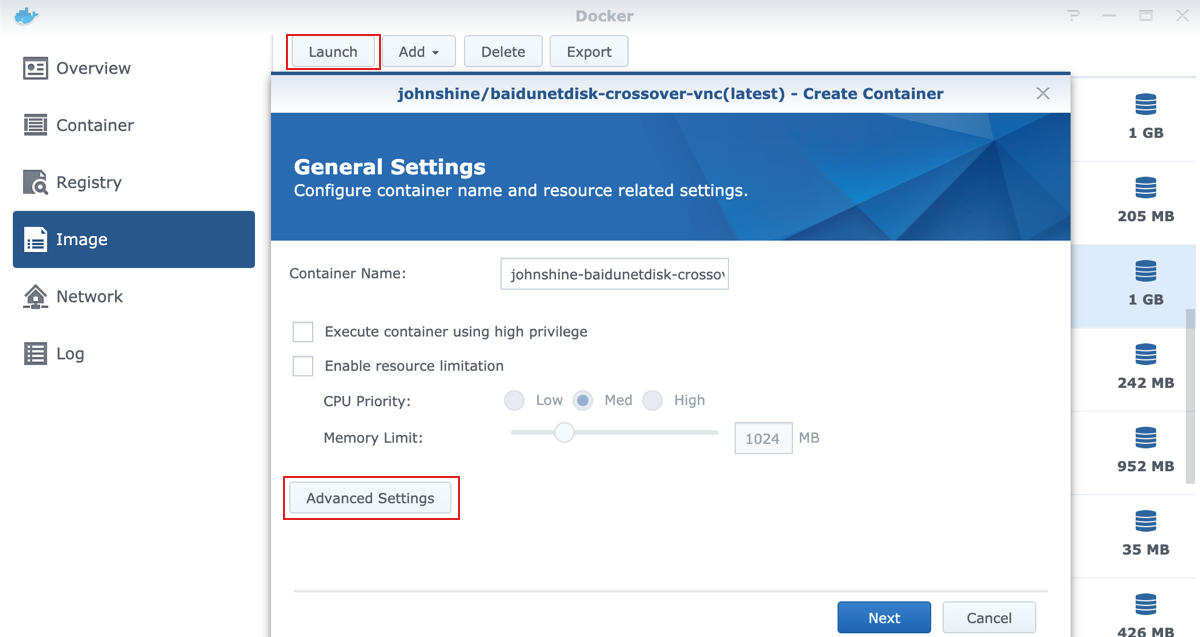 Docker
Launch Add Delete Export
Overview
Container
Registry
Image
Network
Log
johnshine/baidunetdisk-crossover-vnc(latest) - Create Container
General Settings
Configure container name and resource related settings.
Container Name: johnshine-baidunetdisk-crossov
Execute container using high privilege
Enable resource limitation
CPU Priority: Low Med High
Memory Limit: 1024 MB
Advanced Settings
Next Cancel
1 GB
205 MB
1 GB
242 MB
952 MB
35 MB
426 MB